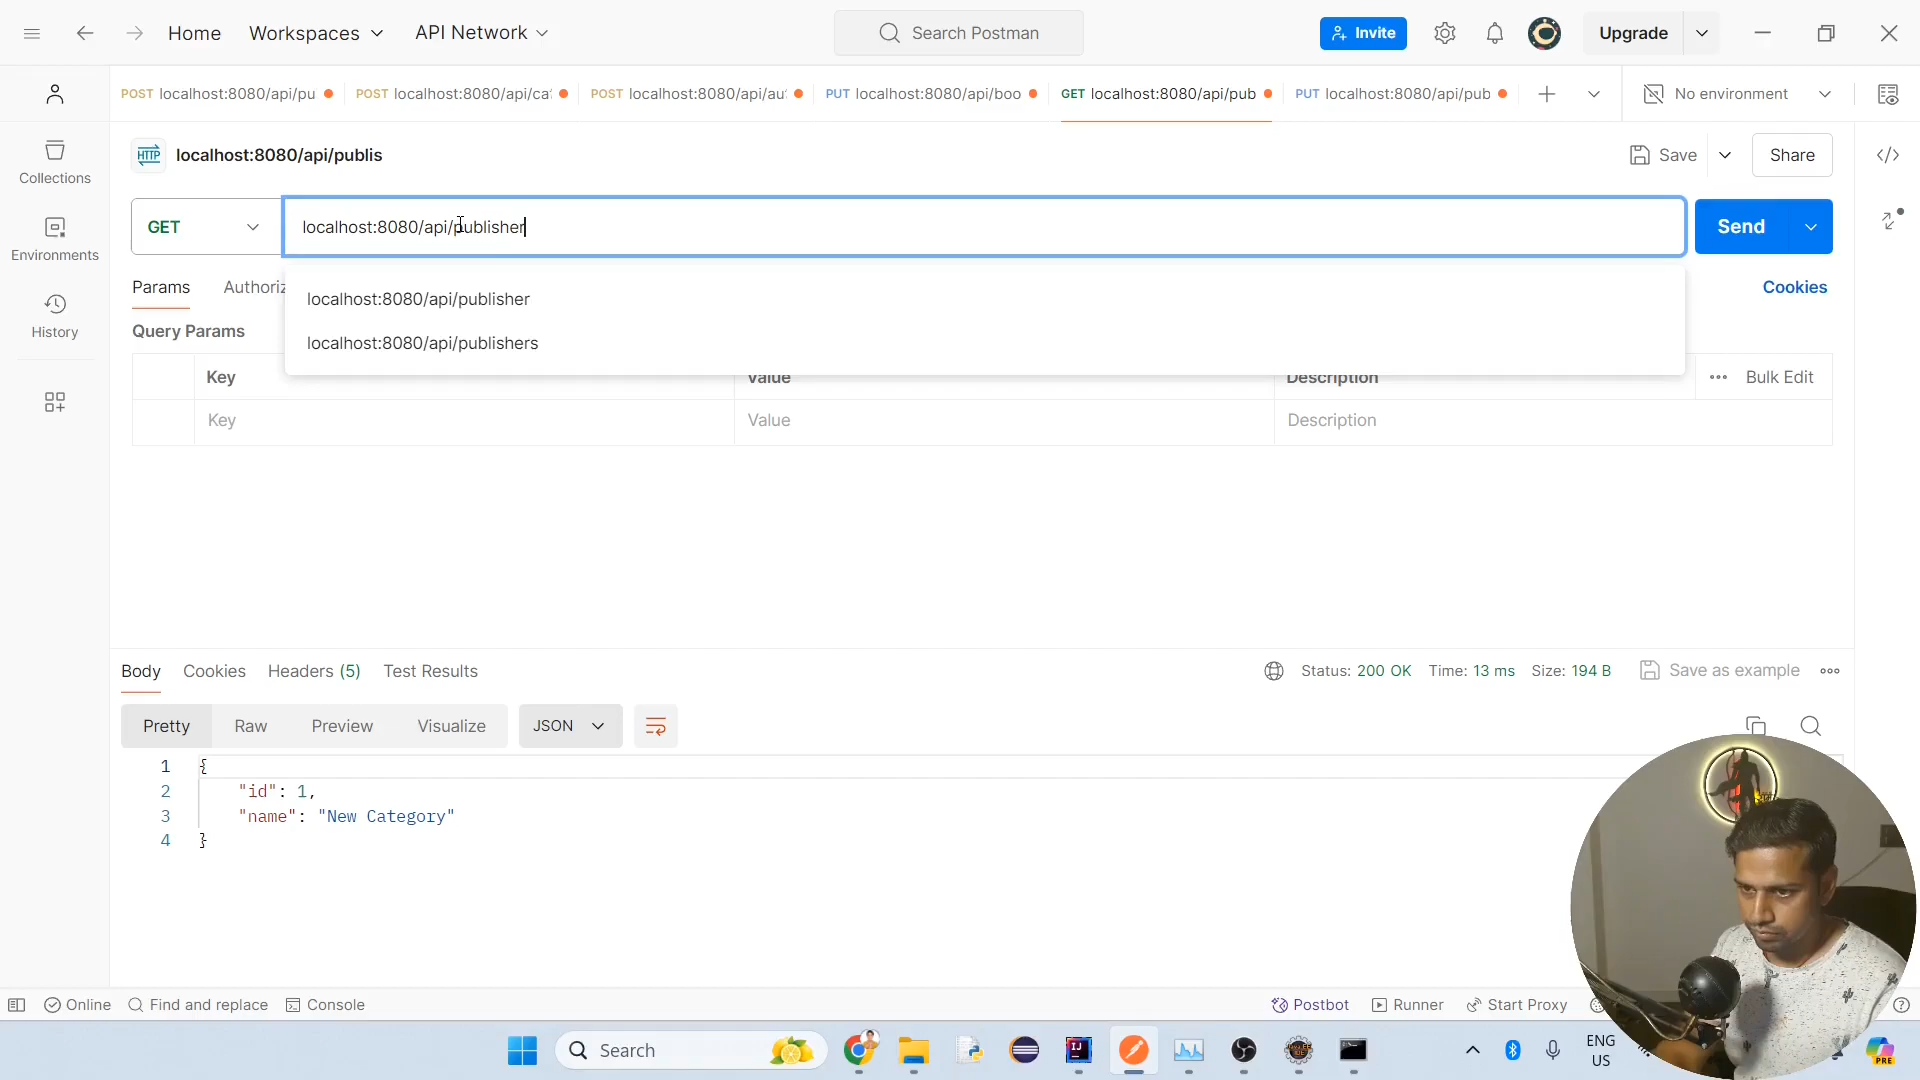 Home
Workspaces
API Network
Search Postman
Invite
Upgrade
POST localhost:8080/api/pu
POST localhost:8080/api/ca
POST localhost:8080/api/au
PUT localhost:8080/api/boo
GET localhost:8080/api/pub
PUT localhost:8080/api/pub
No environment
HTTP localhost:8080/api/publis
Save
Share
Collections
Environments
History
GET
localhost:8080/api/publisher
Send
Params
Authoriz
Cookies
localhost:8080/api/publisher
localhost:8080/api/publishers
Query Params
Key
Value
Description
Bulk Edit
Key
Value
Description
Body
Cookies
Headers (5)
Test Results
Status: 200 OK
Time: 13 ms
Size: 194 B
Save as example
Pretty
Raw
Preview
Visualize
JSON
1 {
2 "id": 1,
3 "name": "New Category"
4 }
Online
Find and replace
Console
Postbot
Runner
Start Proxy
Search
ENG
US
PRE